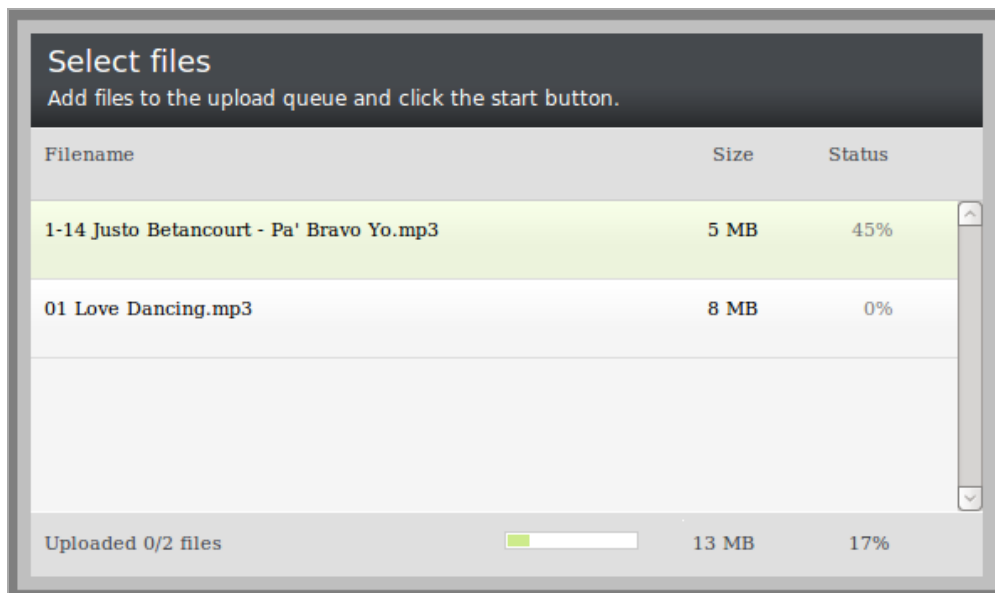 Select files
Add files to the upload queue and click the start button.
Filename Size Status
1-14 Justo Betancourt - Pa' Bravo Yo.mp3 5 MB 45%
01 Love Dancing.mp3 8 MB 0%
Uploaded 0/2 files 13 MB 17%